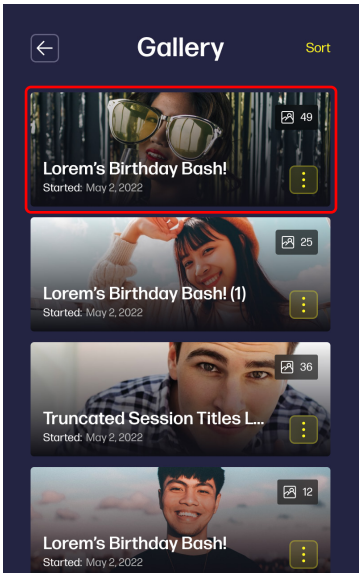 Gallery
Sort
49
Lorem's Birthday Bash!
Started: May 2, 2022
25
Lorem's Birthday Bash! (1)
Started: May 2, 2022
36
Truncated Session Titles L...
Started: May 2, 2022
12
Lorem's Birthday Bash!
Started: May 2, 2022